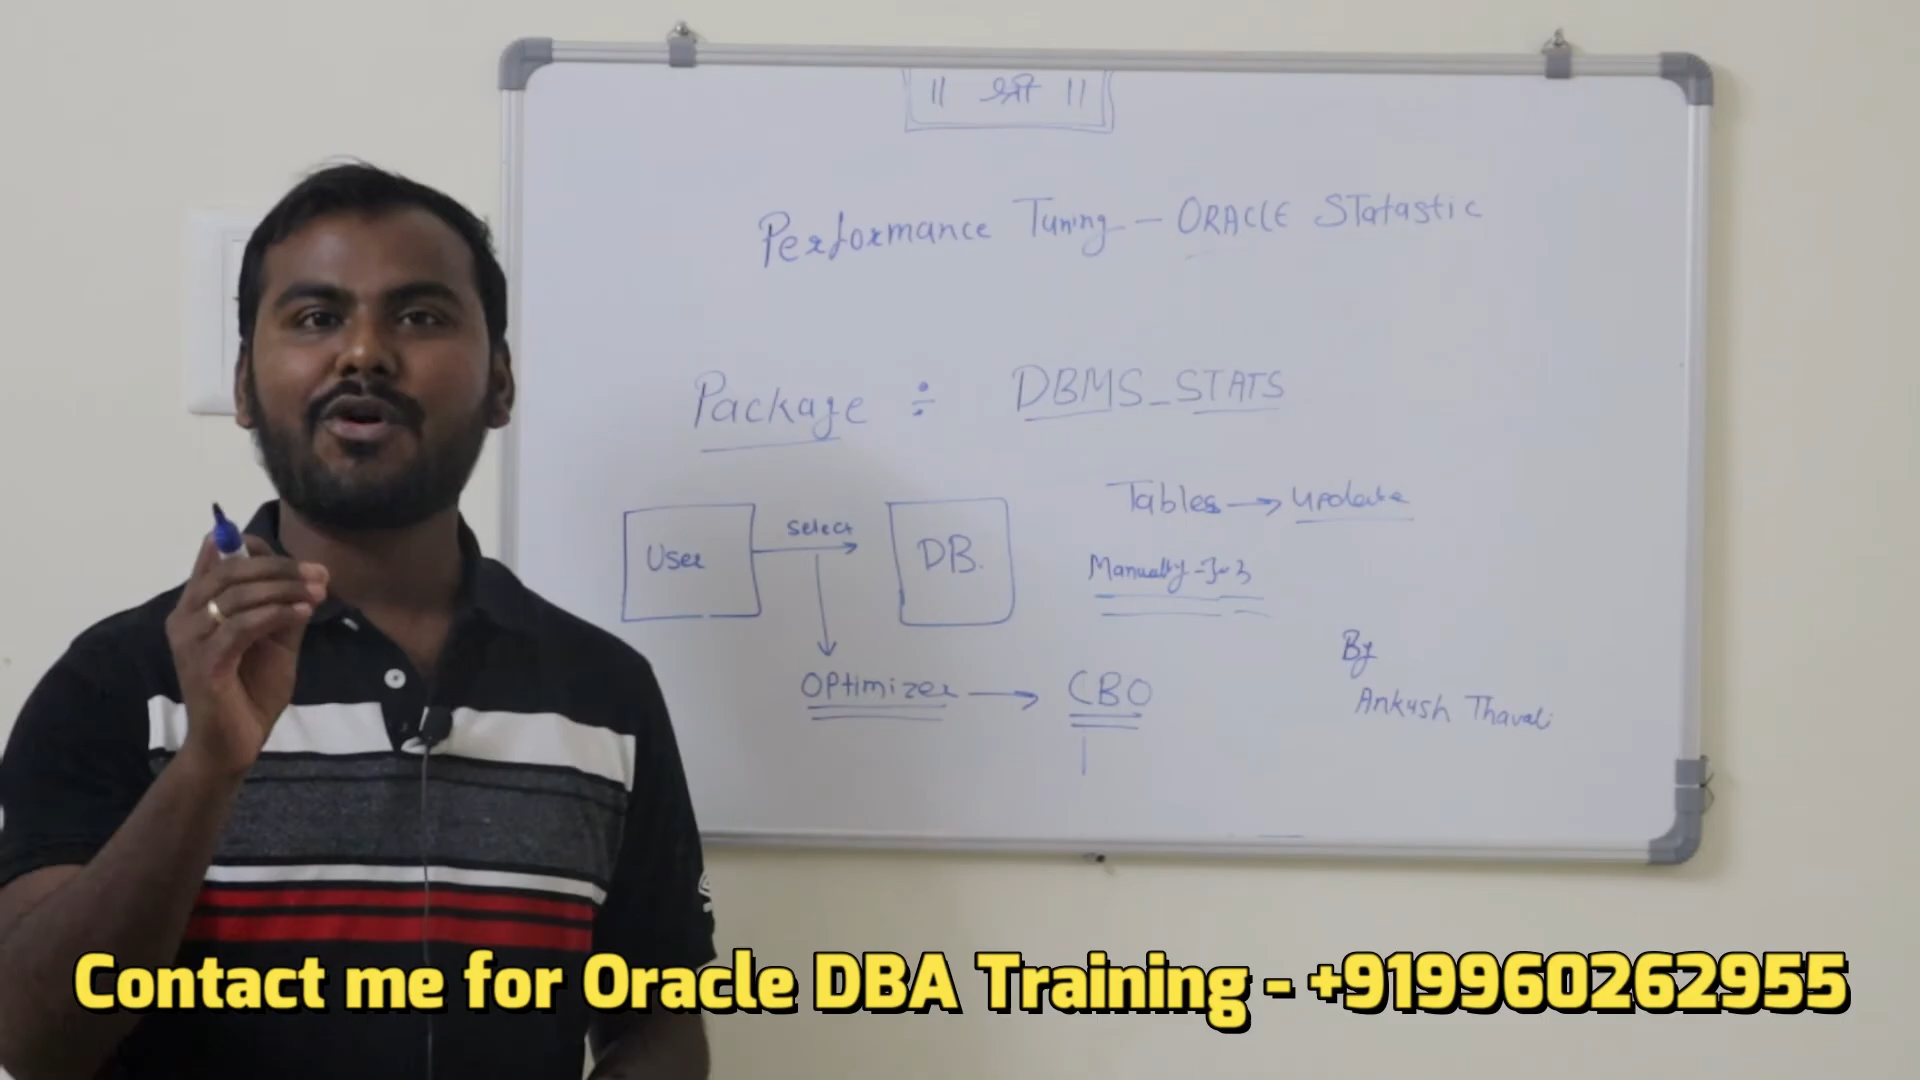 || श्री ||
Performance Tuning - ORACLE STatastic
Package ÷ DBMS_STATS
Tables → update
User
select
DB.
Manually
Optimizer → CBO
By
Ankush Thavali
Contact me for Oracle DBA Training - +919960262955